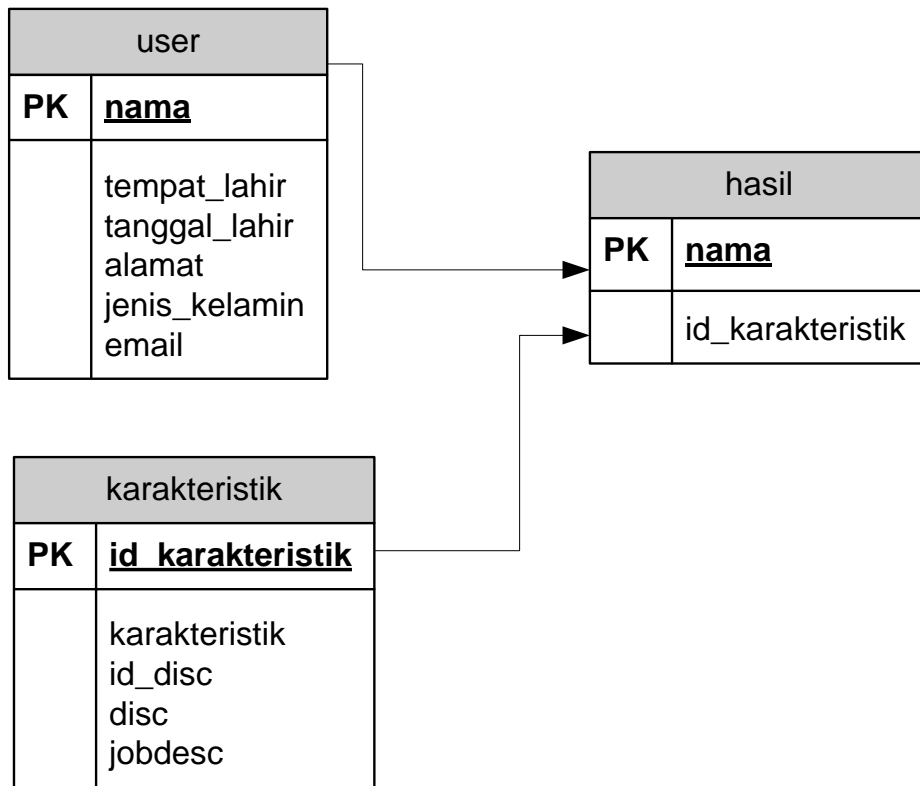 user
PK nama
tempat_lahir
tanggal_lahir
alamat
jenis_kelamin
email
hasil
PK nama
id_karakteristik
karakteristik
PK id_karakteristik
karakteristik
id_disc
disc
jobdesc